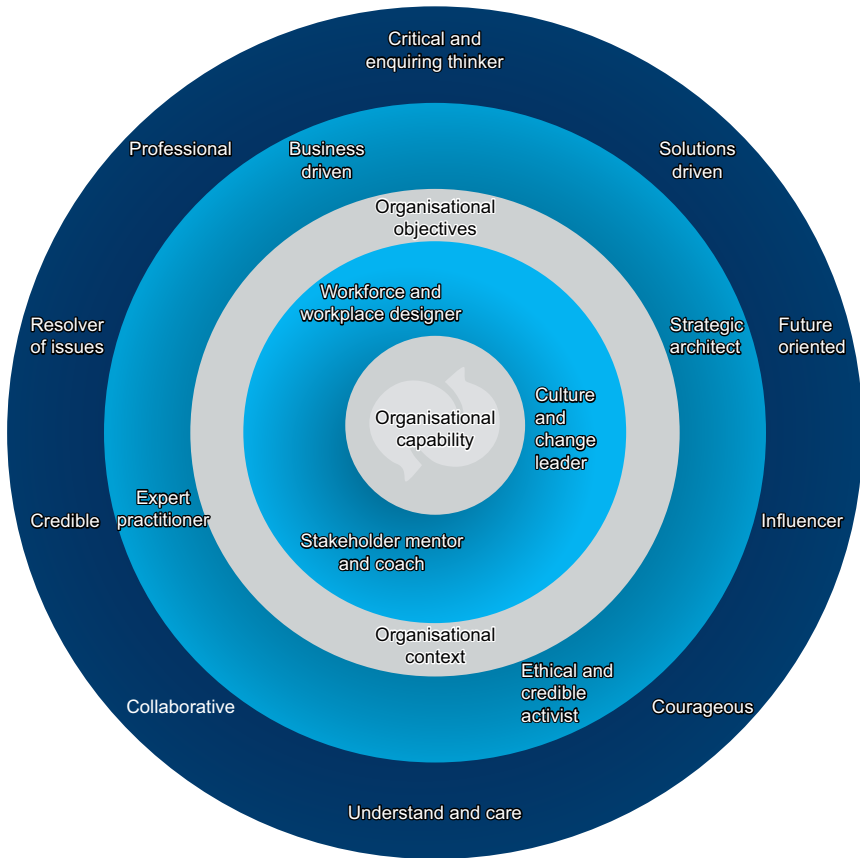 Critical and
enquiring thinker
Professional
Business
driven
Solutions
driven
Organisational
objectives
Workforce and
workplace designer
Resolver
of issues
Strategic
architect
Future
oriented
Organisational
capability
Culture
and
change
leader
Credible
Expert
practitioner
Influencer
Stakeholder mentor
and coach
Organisational
context
Ethical and
credible
activist
Collaborative
Courageous
Understand and care